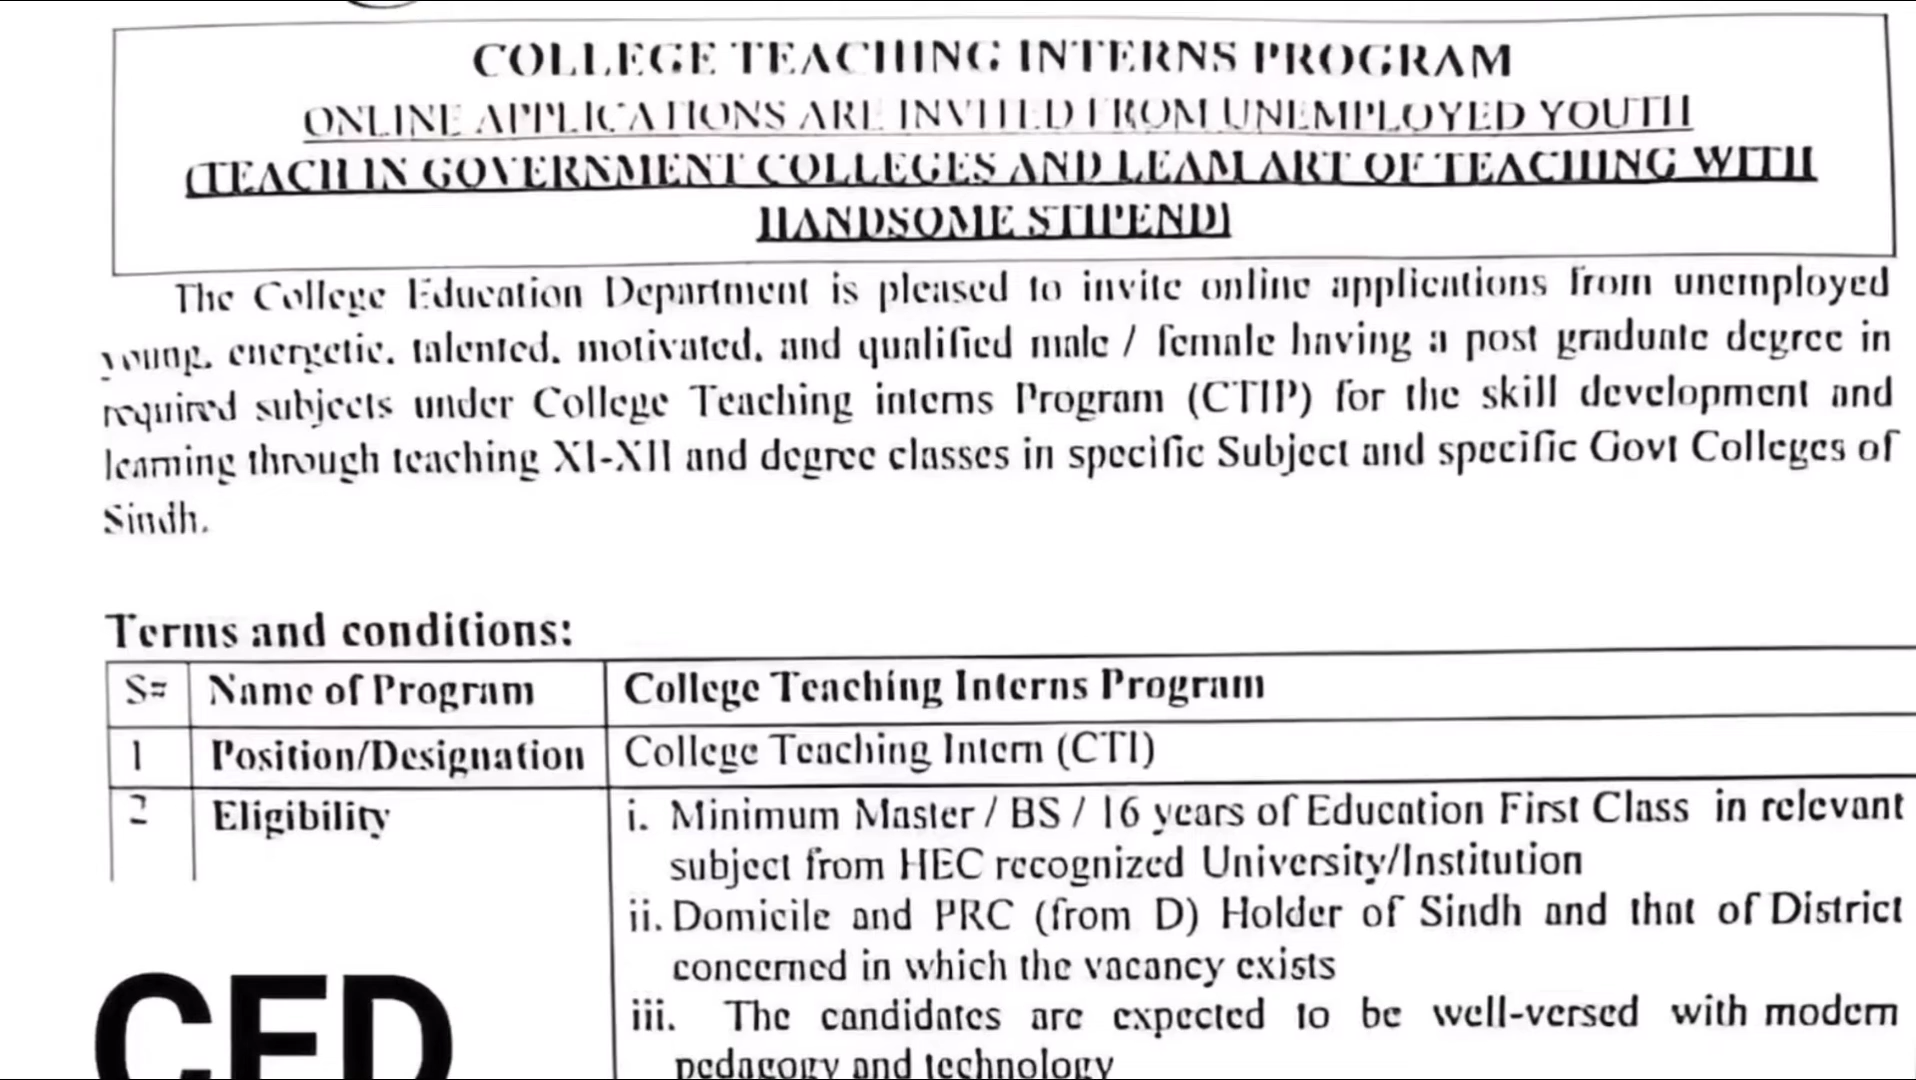 COLLEGE TEACHING INTERNS PROGRAM
ONLINE APPLICATIONS ARE INVITED FROM UNEMPLOYED YOUTH
(TEACH IN GOVERNMENT COLLEGES AND LEAM ART OF TEACHING WITH
HANDSOME STIPEND)
The College Education Department is pleased to invite online applications from unemployed
young, energetic, talented, motivated, and qualified male / female having a post graduate degree in
required subjects under College Teaching interns Program (CTIP) for the skill development and
learning through teaching XI-XII and degree classes in specific Subject and specific Govt Colleges of
Sindh.
Terms and conditions:
S# Name of Program College Teaching Interns Program
1 Position/Designation College Teaching Intern (CTI)
2 Eligibility i. Minimum Master / BS / 16 years of Education First Class in relevant
subject from HEC recognized University/Institution
ii. Domicile and PRC (from D) Holder of Sindh and that of District
concerned in which the vacancy exists
iii. The candidates are expected to be well-versed with modern
pedagogy and technology
CED